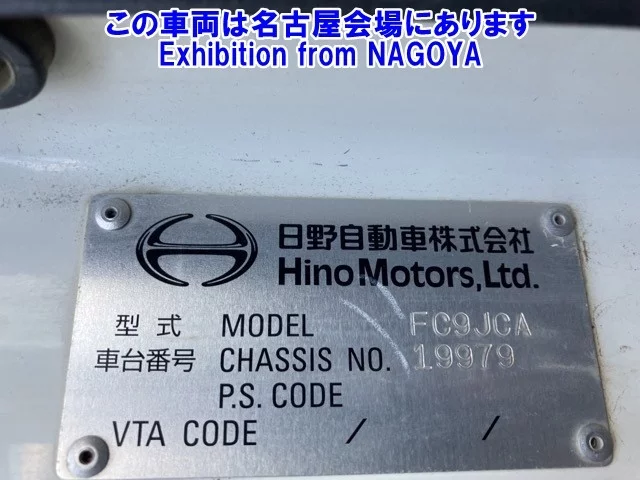 この車両は名古屋会場にあります
Exhibition from NAGOYA
日野自動車株式会社
Hino Motors, Ltd.
型式 MODEL FC9JCA
車台番号 CHASSIS NO. 19979
P.S. CODE
VTA CODE / /